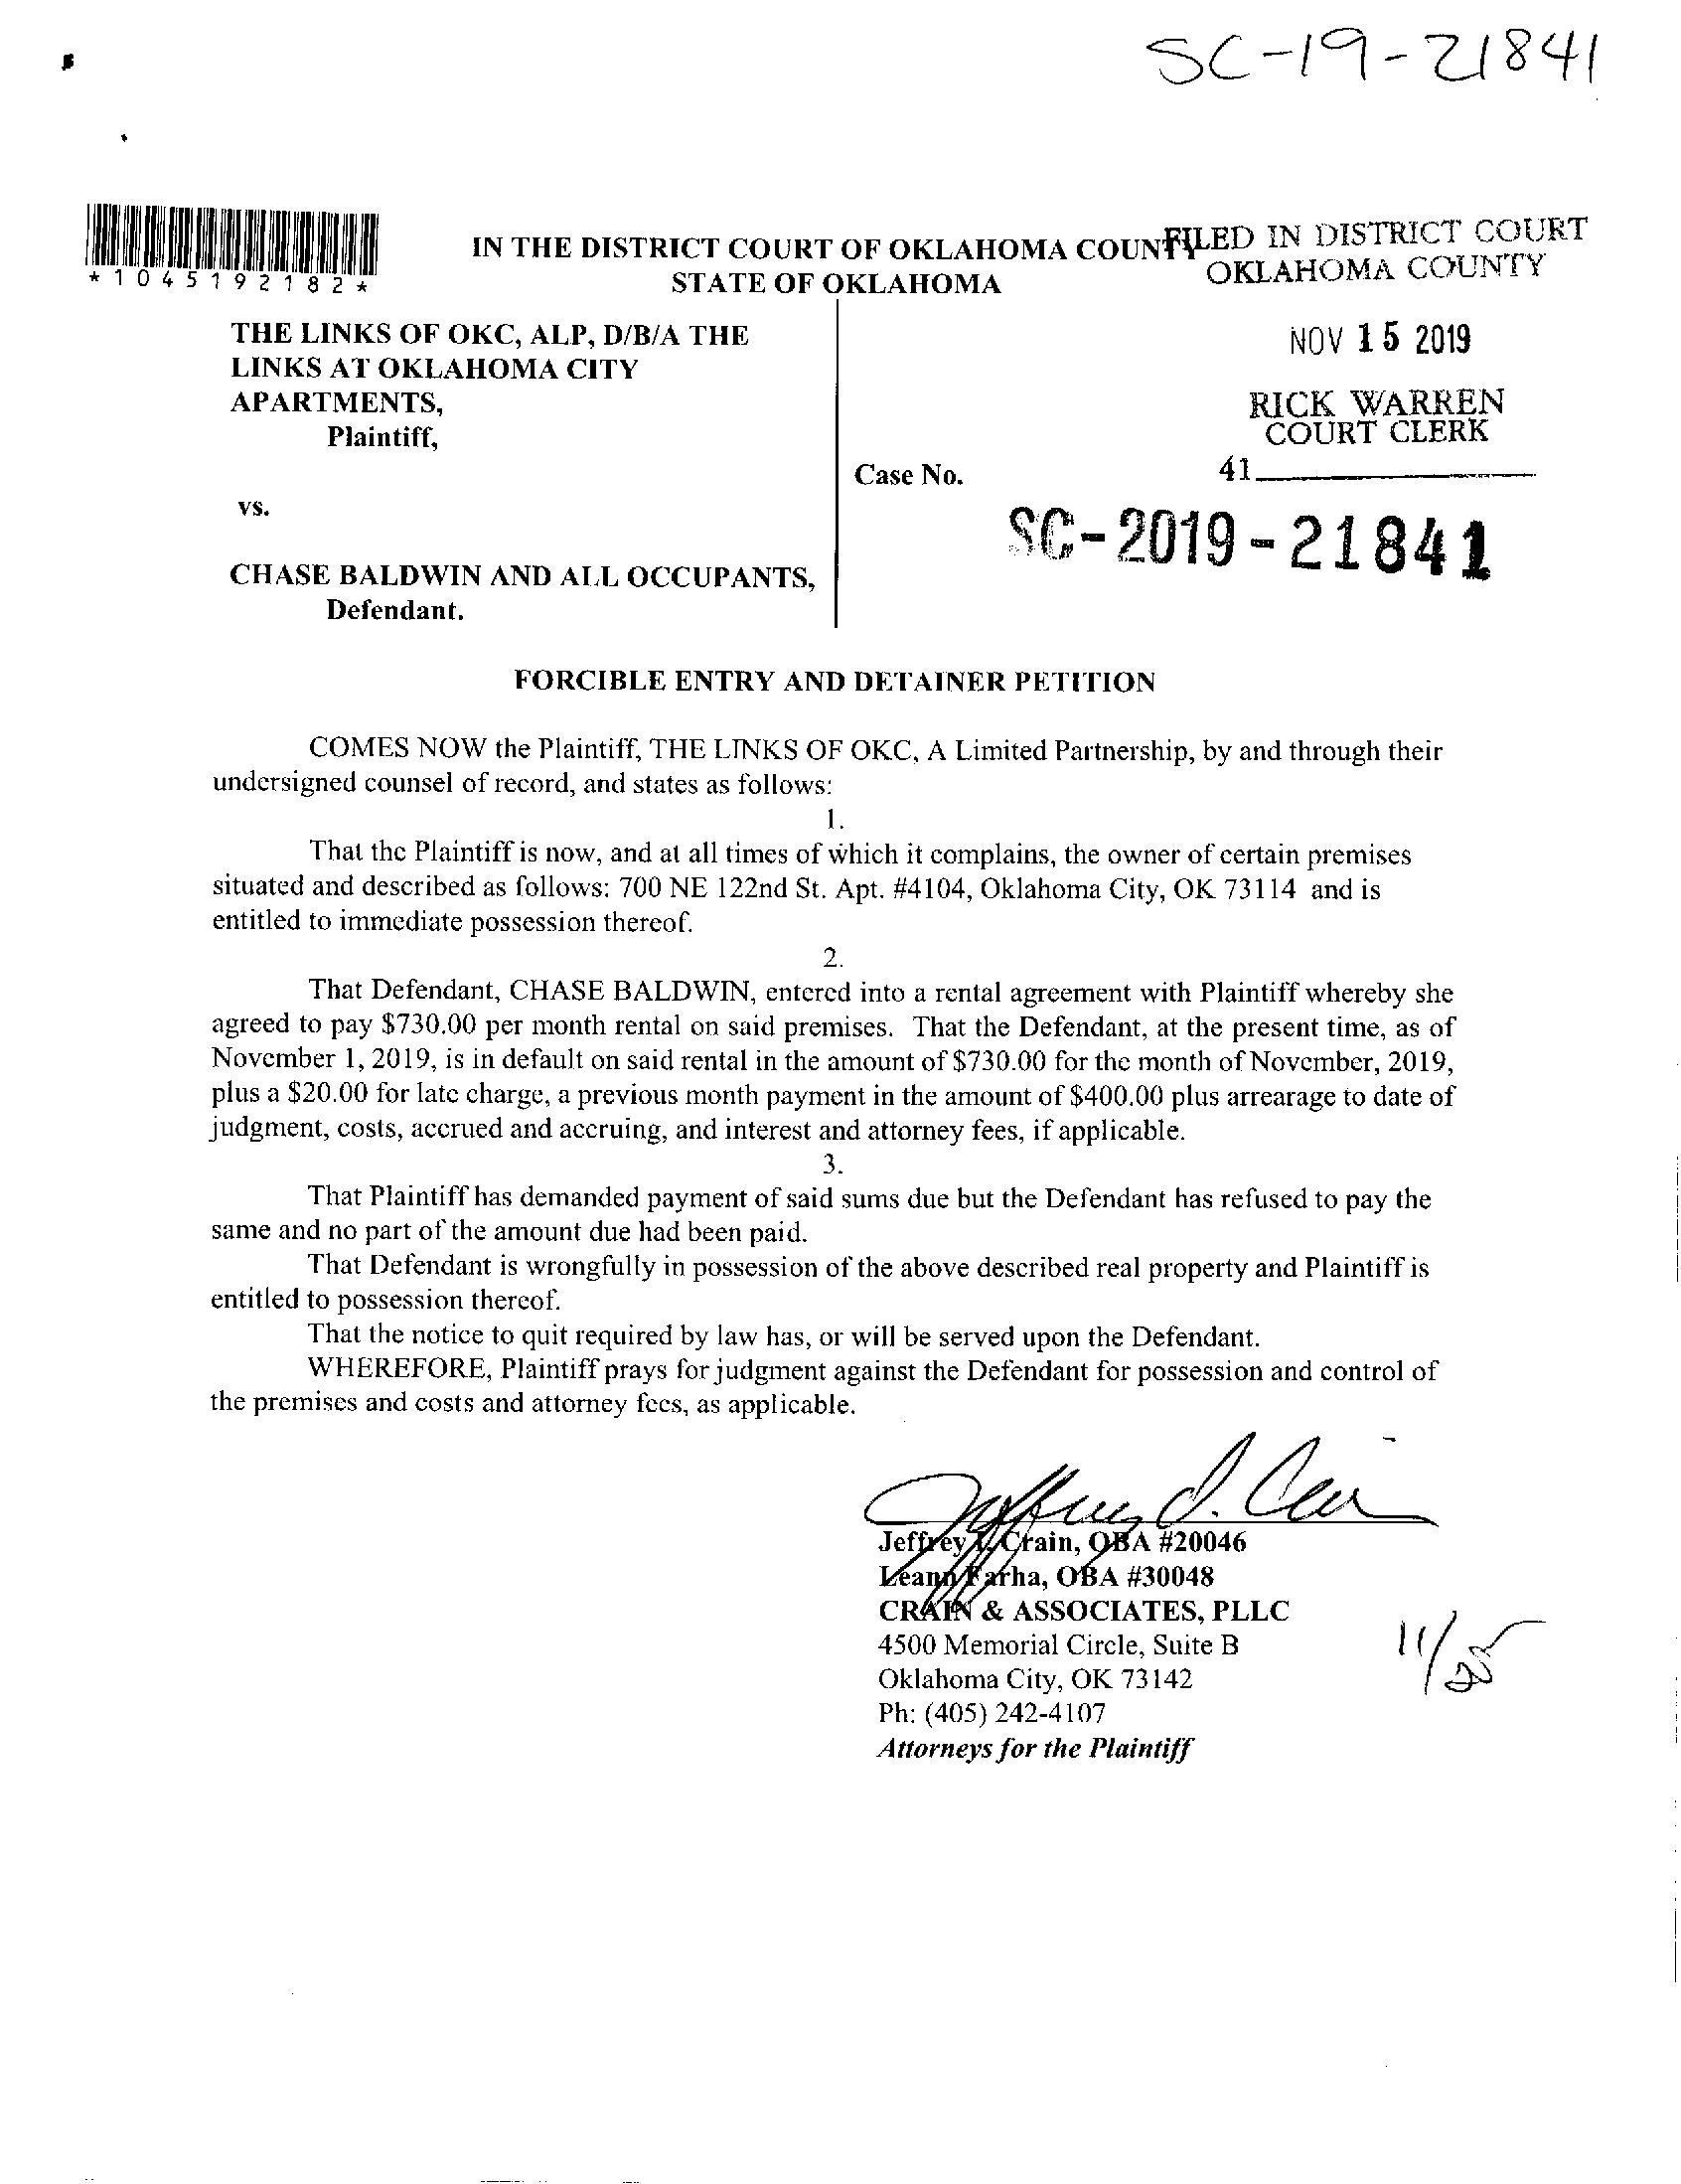 SC-19-21841
*1045192182*
IN THE DISTRICT COURT OF OKLAHOMA COUNTY
STATE OF OKLAHOMA
FILED IN DISTRICT COURT
OKLAHOMA COUNTY
NOV 15 2019
RICK WARREN
COURT CLERK
41
THE LINKS OF OKC, ALP, D/B/A THE
LINKS AT OKLAHOMA CITY
APARTMENTS,
Plaintiff,
vs.
CHASE BALDWIN AND ALL OCCUPANTS,
Defendant.
Case No.
SC-2019-21841
FORCIBLE ENTRY AND DETAINER PETITION
COMES NOW the Plaintiff, THE LINKS OF OKC, A Limited Partnership, by and through their
undersigned counsel of record, and states as follows:
1.
That the Plaintiff is now, and at all times of which it complains, the owner of certain premises
situated and described as follows: 700 NE 122nd St. Apt. #4104, Oklahoma City, OK 73114 and is
entitled to immediate possession thereof.
2.
That Defendant, CHASE BALDWIN, entered into a rental agreement with Plaintiff whereby she
agreed to pay $730.00 per month rental on said premises. That the Defendant, at the present time, as of
November 1, 2019, is in default on said rental in the amount of $730.00 for the month of November, 2019,
plus a $20.00 for late charge, a previous month payment in the amount of $400.00 plus arrearage to date of
judgment, costs, accrued and accruing, and interest and attorney fees, if applicable.
3.
That Plaintiff has demanded payment of said sums due but the Defendant has refused to pay the
same and no part of the amount due had been paid.
That Defendant is wrongfully in possession of the above described real property and Plaintiff is
entitled to possession thereof.
That the notice to quit required by law has, or will be served upon the Defendant.
WHEREFORE, Plaintiff prays for judgment against the Defendant for possession and control of
the premises and costs and attorney fees, as applicable.
Jeffrey Crain, OBA #20046
Leann Farha, OBA #30048
CRAIN & ASSOCIATES, PLLC
4500 Memorial Circle, Suite B
Oklahoma City, OK 73142
Ph: (405) 242-4107
Attorneys for the Plaintiff